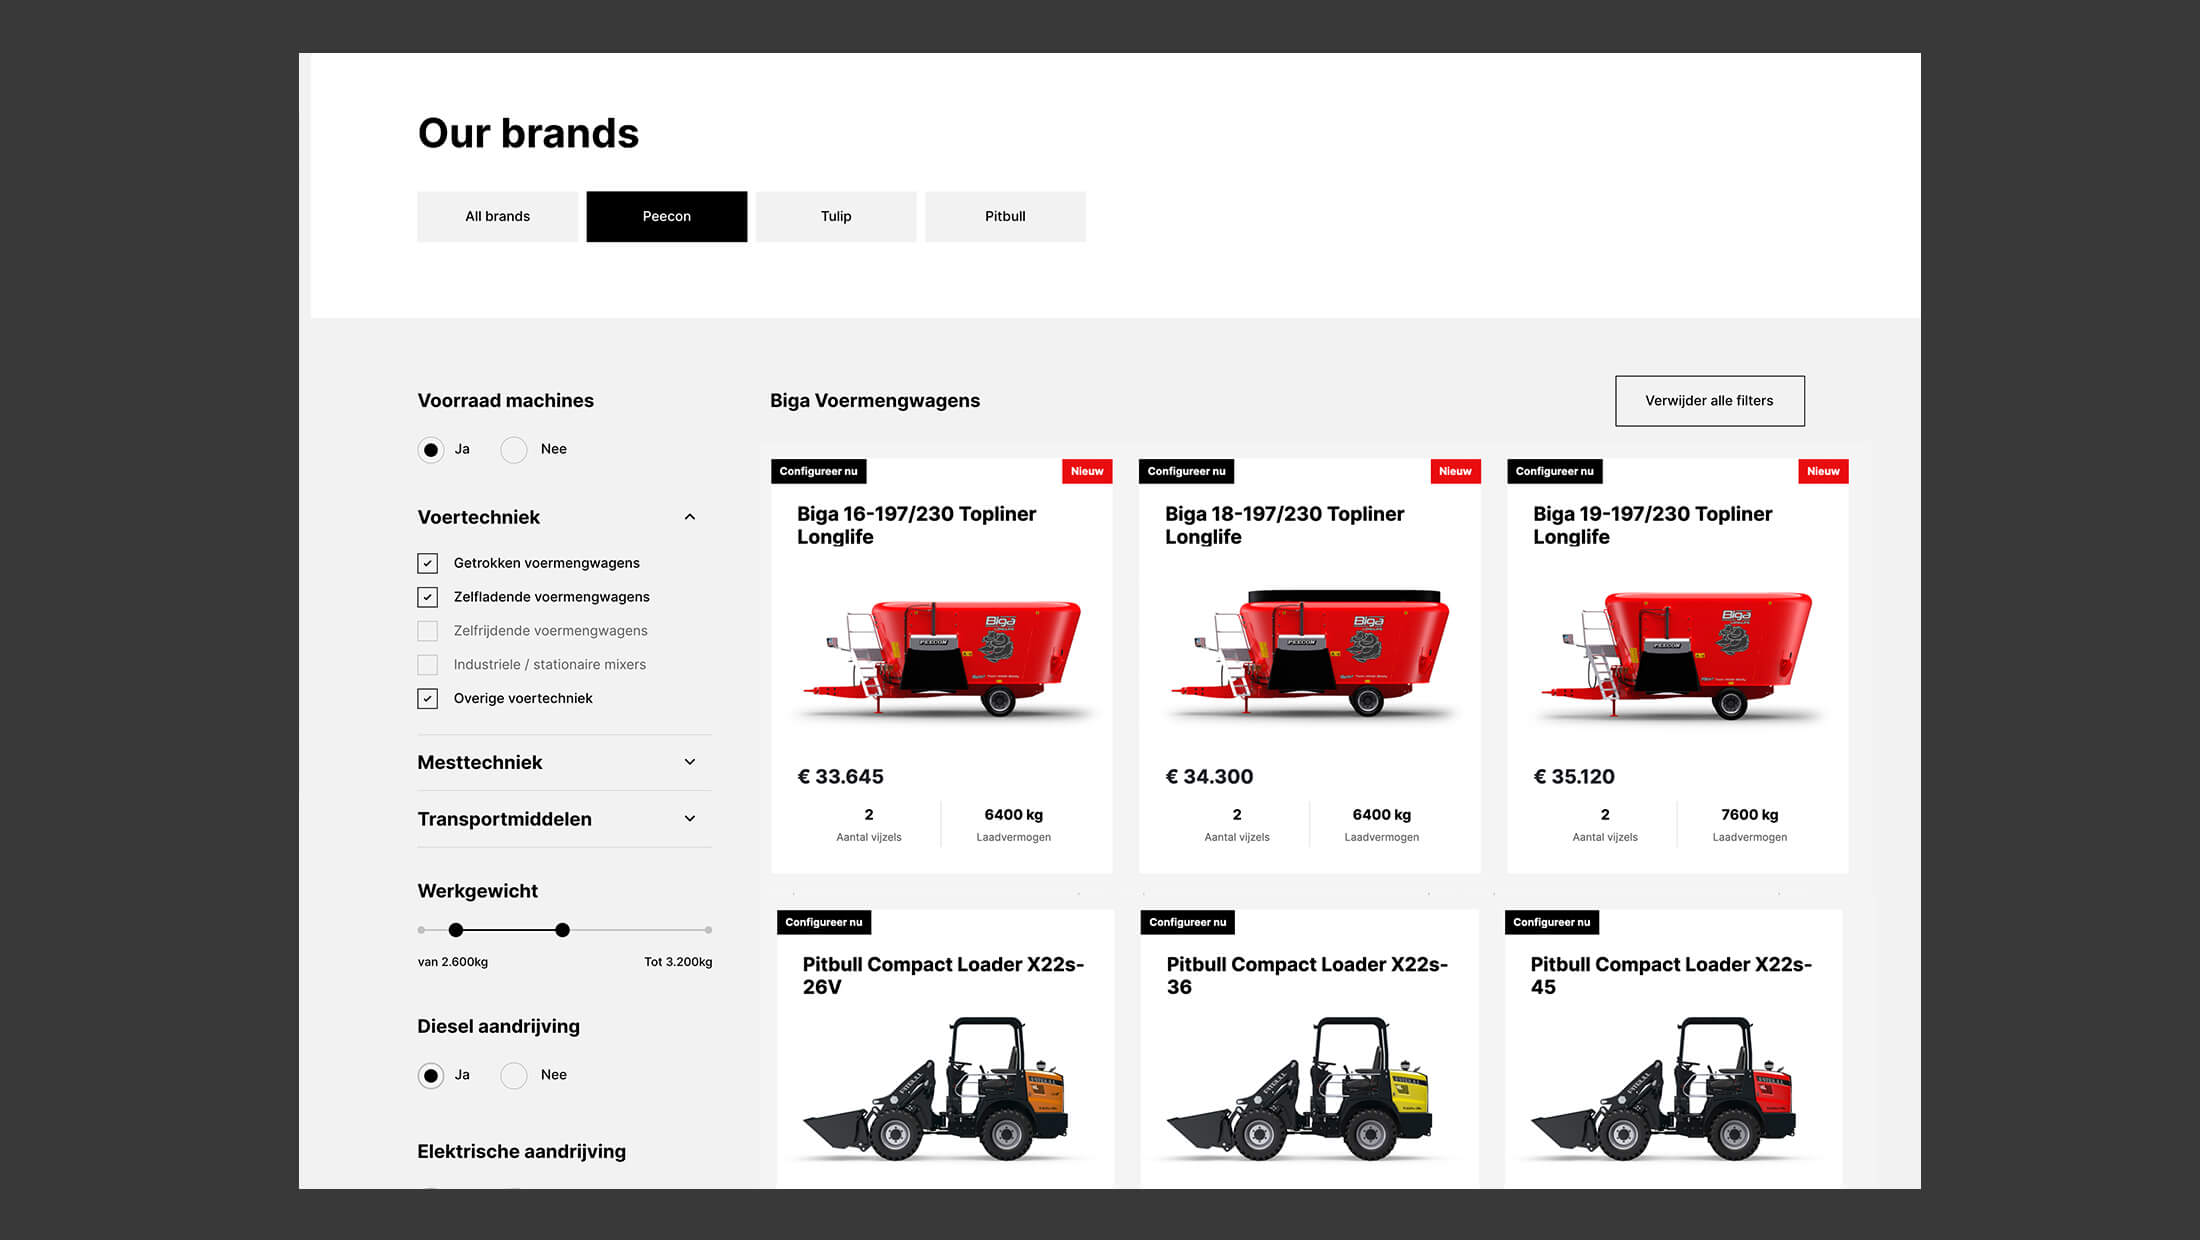 Our brands
All brands
Peecon
Tulip
Pitbull
Voorraad machines
Ja
Nee
Voertechniek
Getrokken voermengwagens
Zelfladende voermengwagens
Zelfrijdende voermengwagens
Industriele / stationaire mixers
Overige voertechniek
Mesttechniek
Transportmiddelen
Werkgewicht
van 2.600kg
Tot 3.200kg
Diesel aandrijving
Ja
Nee
Elektrische aandrijving
Biga Voermengwagens
Verwijder alle filters
Configureer nu
Nieuw
Biga 16-197/230 Topliner
Longlife
Biga
PEECON
€ 33.645
2
Aantal vijzels
6400 kg
Laadvermogen
Configureer nu
Nieuw
Biga 18-197/230 Topliner
Longlife
Biga
PEECON
€ 34.300
2
Aantal vijzels
6400 kg
Laadvermogen
Configureer nu
Nieuw
Biga 19-197/230 Topliner
Longlife
Biga
PEECON
€ 35.120
2
Aantal vijzels
7600 kg
Laadvermogen
Configureer nu
Pitbull Compact Loader X22s-
26V
Configureer nu
Pitbull Compact Loader X22s-
36
Configureer nu
Pitbull Compact Loader X22s-
45